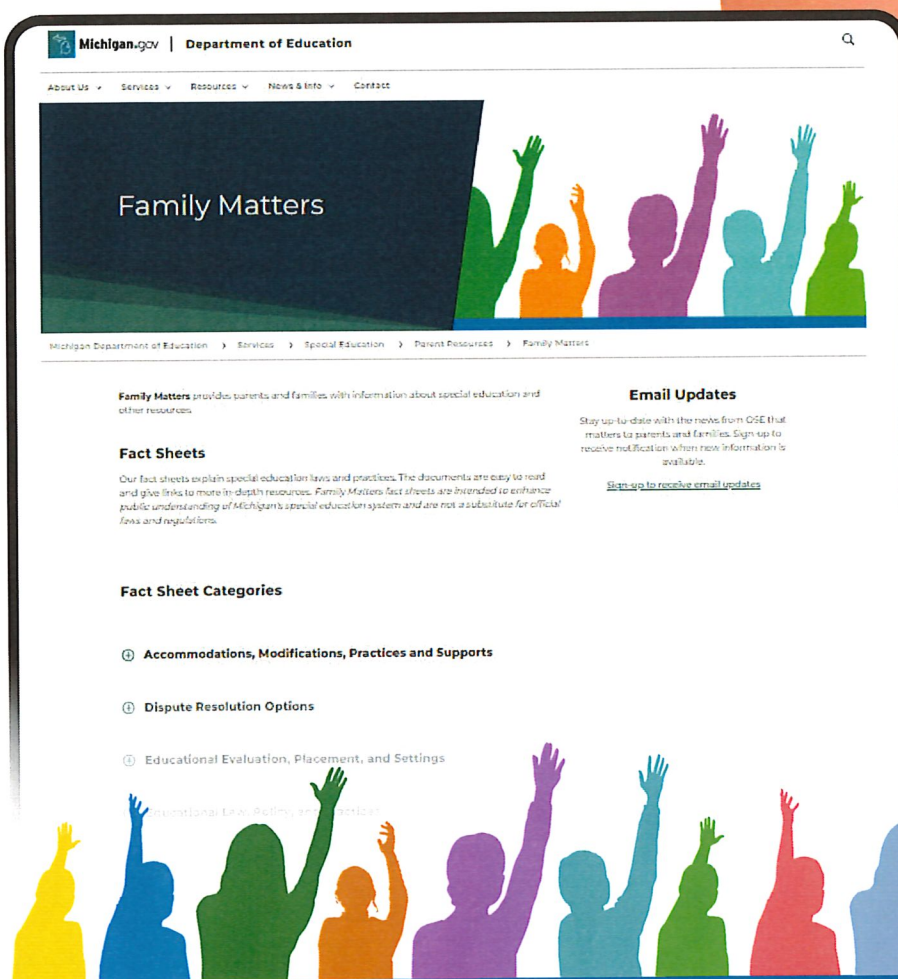 Michigan.gov | Department of Education
About Us Services Resources News & Info Contact
Family Matters
Michigan Department of Education > Services > Special Education > Parent Resources > Family Matters
Family Matters provides parents and families with information about special education and
other resources.
Fact Sheets
Our fact sheets explain special education laws and practices. The documents are easy to read
and give links to more in-depth resources. Family Matters fact sheets are intended to enhance
public understanding of Michigan's special education system and are not a substitute for official
laws and regulations.
Email Updates
Stay up-to-date with the news from OSE that
matters to parents and families. Sign-up to
receive notification when new information is
available.
Sign-up to receive email updates
Fact Sheet Categories
Accommodations, Modifications, Practices and Supports
Dispute Resolution Options
Educational Evaluation, Placement, and Settings
Law, Policy, and